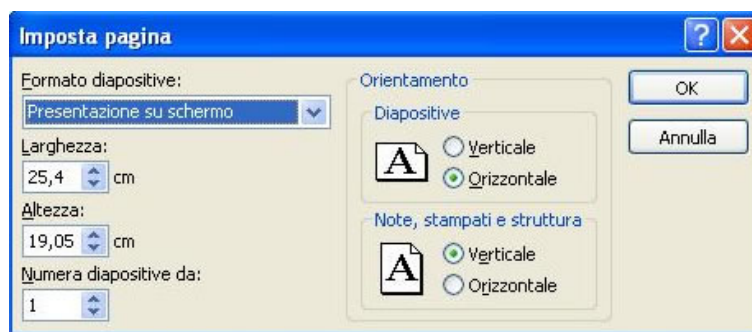 Imposta pagina
Formato diapositive:
Presentazione su schermo
Larghezza:
25,4 cm
Altezza:
19,05 cm
Numera diapositive da:
1
Orientamento
Diapositive
A
Verticale
Orizzontale
Note, stampati e struttura
A
Verticale
Orizzontale
OK
Annulla